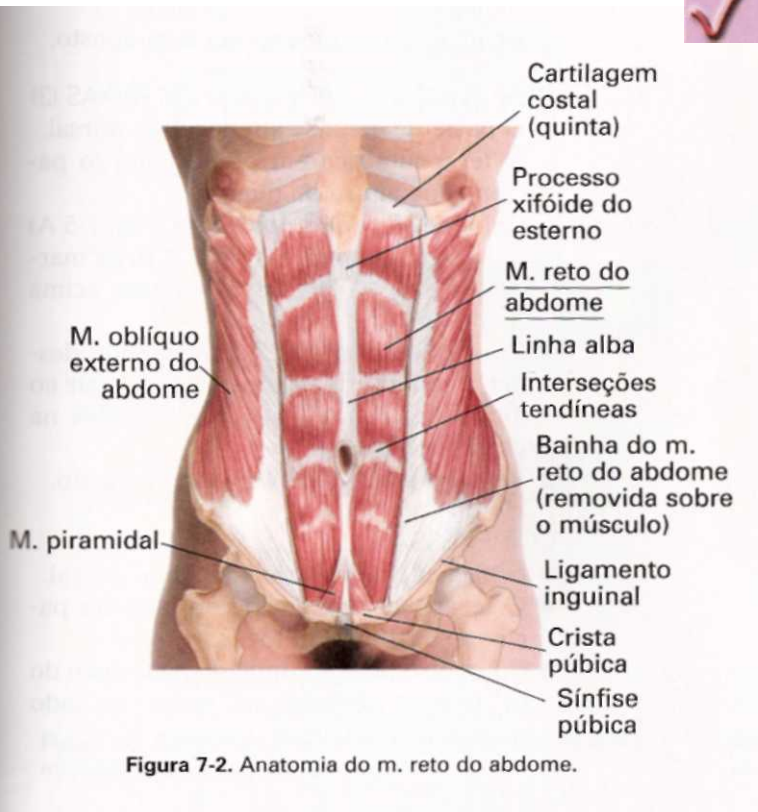 Cartilagem
costal
(quinta)
Processo
xifóide do
esterno
M. reto do
abdome
Linha alba
Interseções
tendíneas
Bainha do m.
reto do abdome
(removida sobre
o músculo)
Ligamento
inguinal
Crista
púbica
Sínfise
púbica
M. oblíquo
externo do
abdome
M. piramidal
Figura 7-2. Anatomia do m. reto do abdome.